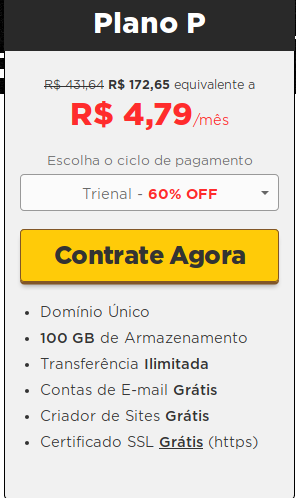 Plano P
R$ 431,64 R$ 172,65 equivalente a
R$ 4,79/mês
Escolha o ciclo de pagamento
Trienal - 60% OFF
Contrate Agora
• Domínio Único
• 100 GB de Armazenamento
• Transferência Ilimitada
• Contas de E-mail Grátis
• Criador de Sites Grátis
• Certificado SSL Grátis (https)